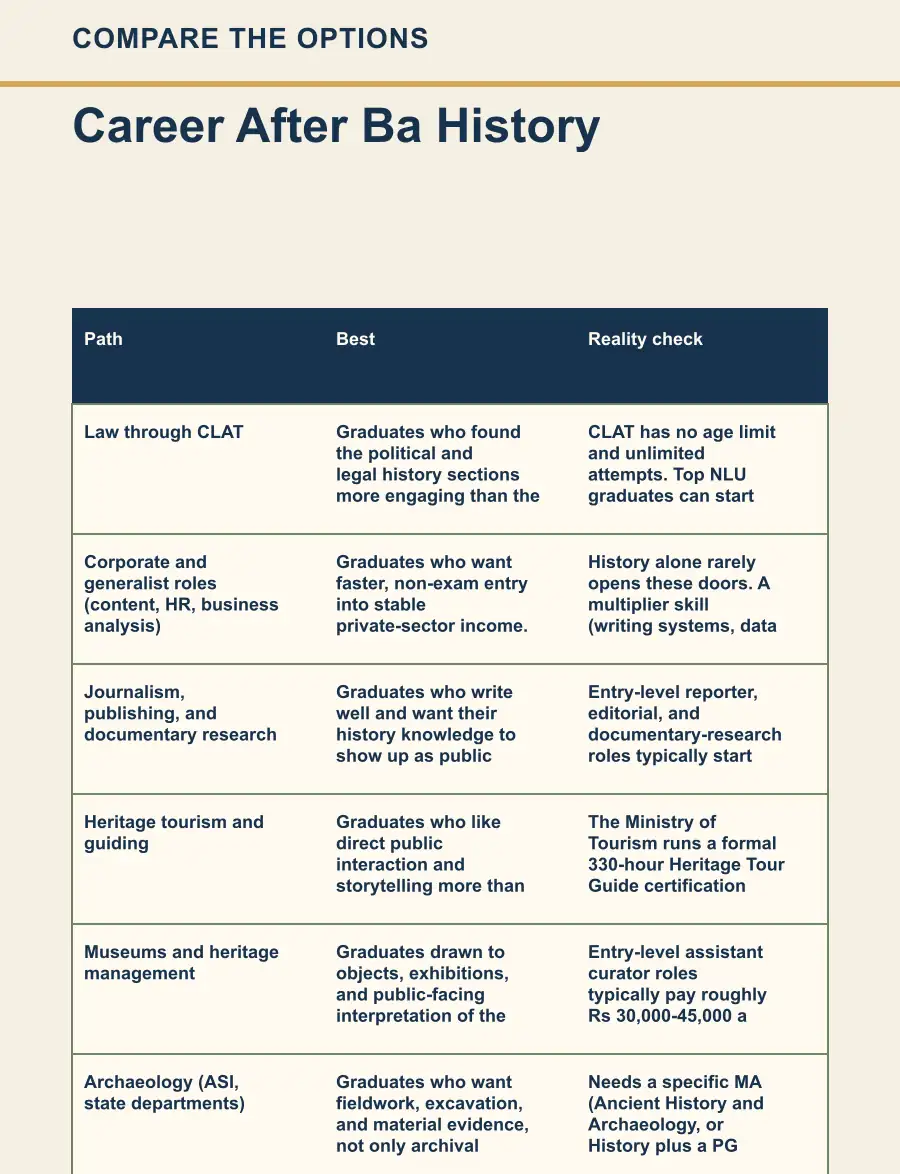 COMPARE THE OPTIONS
Career After Ba History
Path
Best
Reality check
Law through CLAT
Graduates who found
the political and
legal history sections
more engaging than the
CLAT has no age limit
and unlimited
attempts. Top NLU
graduates can start
Corporate and
generalist roles
(content, HR, business
analysis)
Graduates who want
faster, non-exam entry
into stable
private-sector income.
History alone rarely
opens these doors. A
multiplier skill
(writing systems, data
Journalism,
publishing, and
documentary research
Graduates who write
well and want their
history knowledge to
show up as public
Entry-level reporter,
editorial, and
documentary-research
roles typically start
Heritage tourism and
guiding
Graduates who like
direct public
interaction and
storytelling more than
The Ministry of
Tourism runs a formal
330-hour Heritage Tour
Guide certification
Museums and heritage
management
Graduates drawn to
objects, exhibitions,
and public-facing
interpretation of the
Entry-level assistant
curator roles
typically pay roughly
Rs 30,000-45,000 a
Archaeology (ASI,
state departments)
Graduates who want
fieldwork, excavation,
and material evidence,
not only archival
Needs a specific MA
(Ancient History and
Archaeology, or
History plus a PG